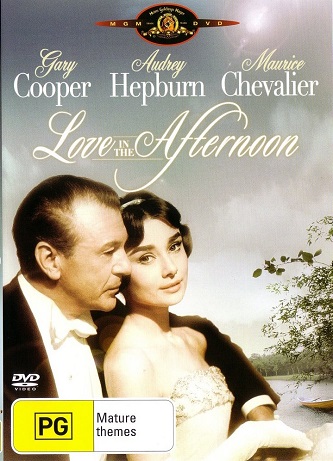 MGM DVD
Gary Cooper
Audrey Hepburn
Maurice Chevalier
Love IN THE Afternoon
DVD
VIDEO
PG
Mature
themes